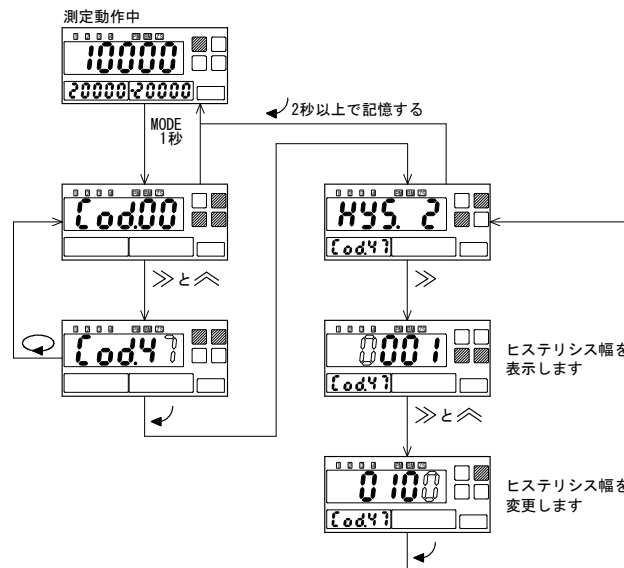 測定動作中
10000
20000 -20000
2秒以上で記憶する
MODE
1秒
Cod.00
HYS. 2
Cod.47
と
Cod.47
0001
Cod.47
ヒステリシス幅を
表示します
と
0100
Cod.47
ヒステリシス幅を
変更します